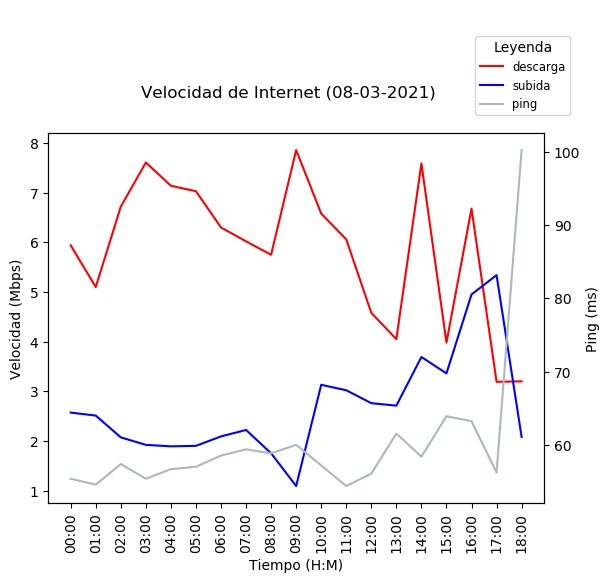 Leyenda
descarga
subida
ping
Velocidad de Internet (08-03-2021)
8
7
6
5
4
3
2
1
Velocidad (Mbps)
100
90
80
70
60
Ping (ms)
00:00 01:00 02:00 03:00 04:00 05:00 06:00 07:00 08:00 09:00 10:00 11:00 12:00 13:00 14:00 15:00 16:00 17:00 18:00
Tiempo (H:M)